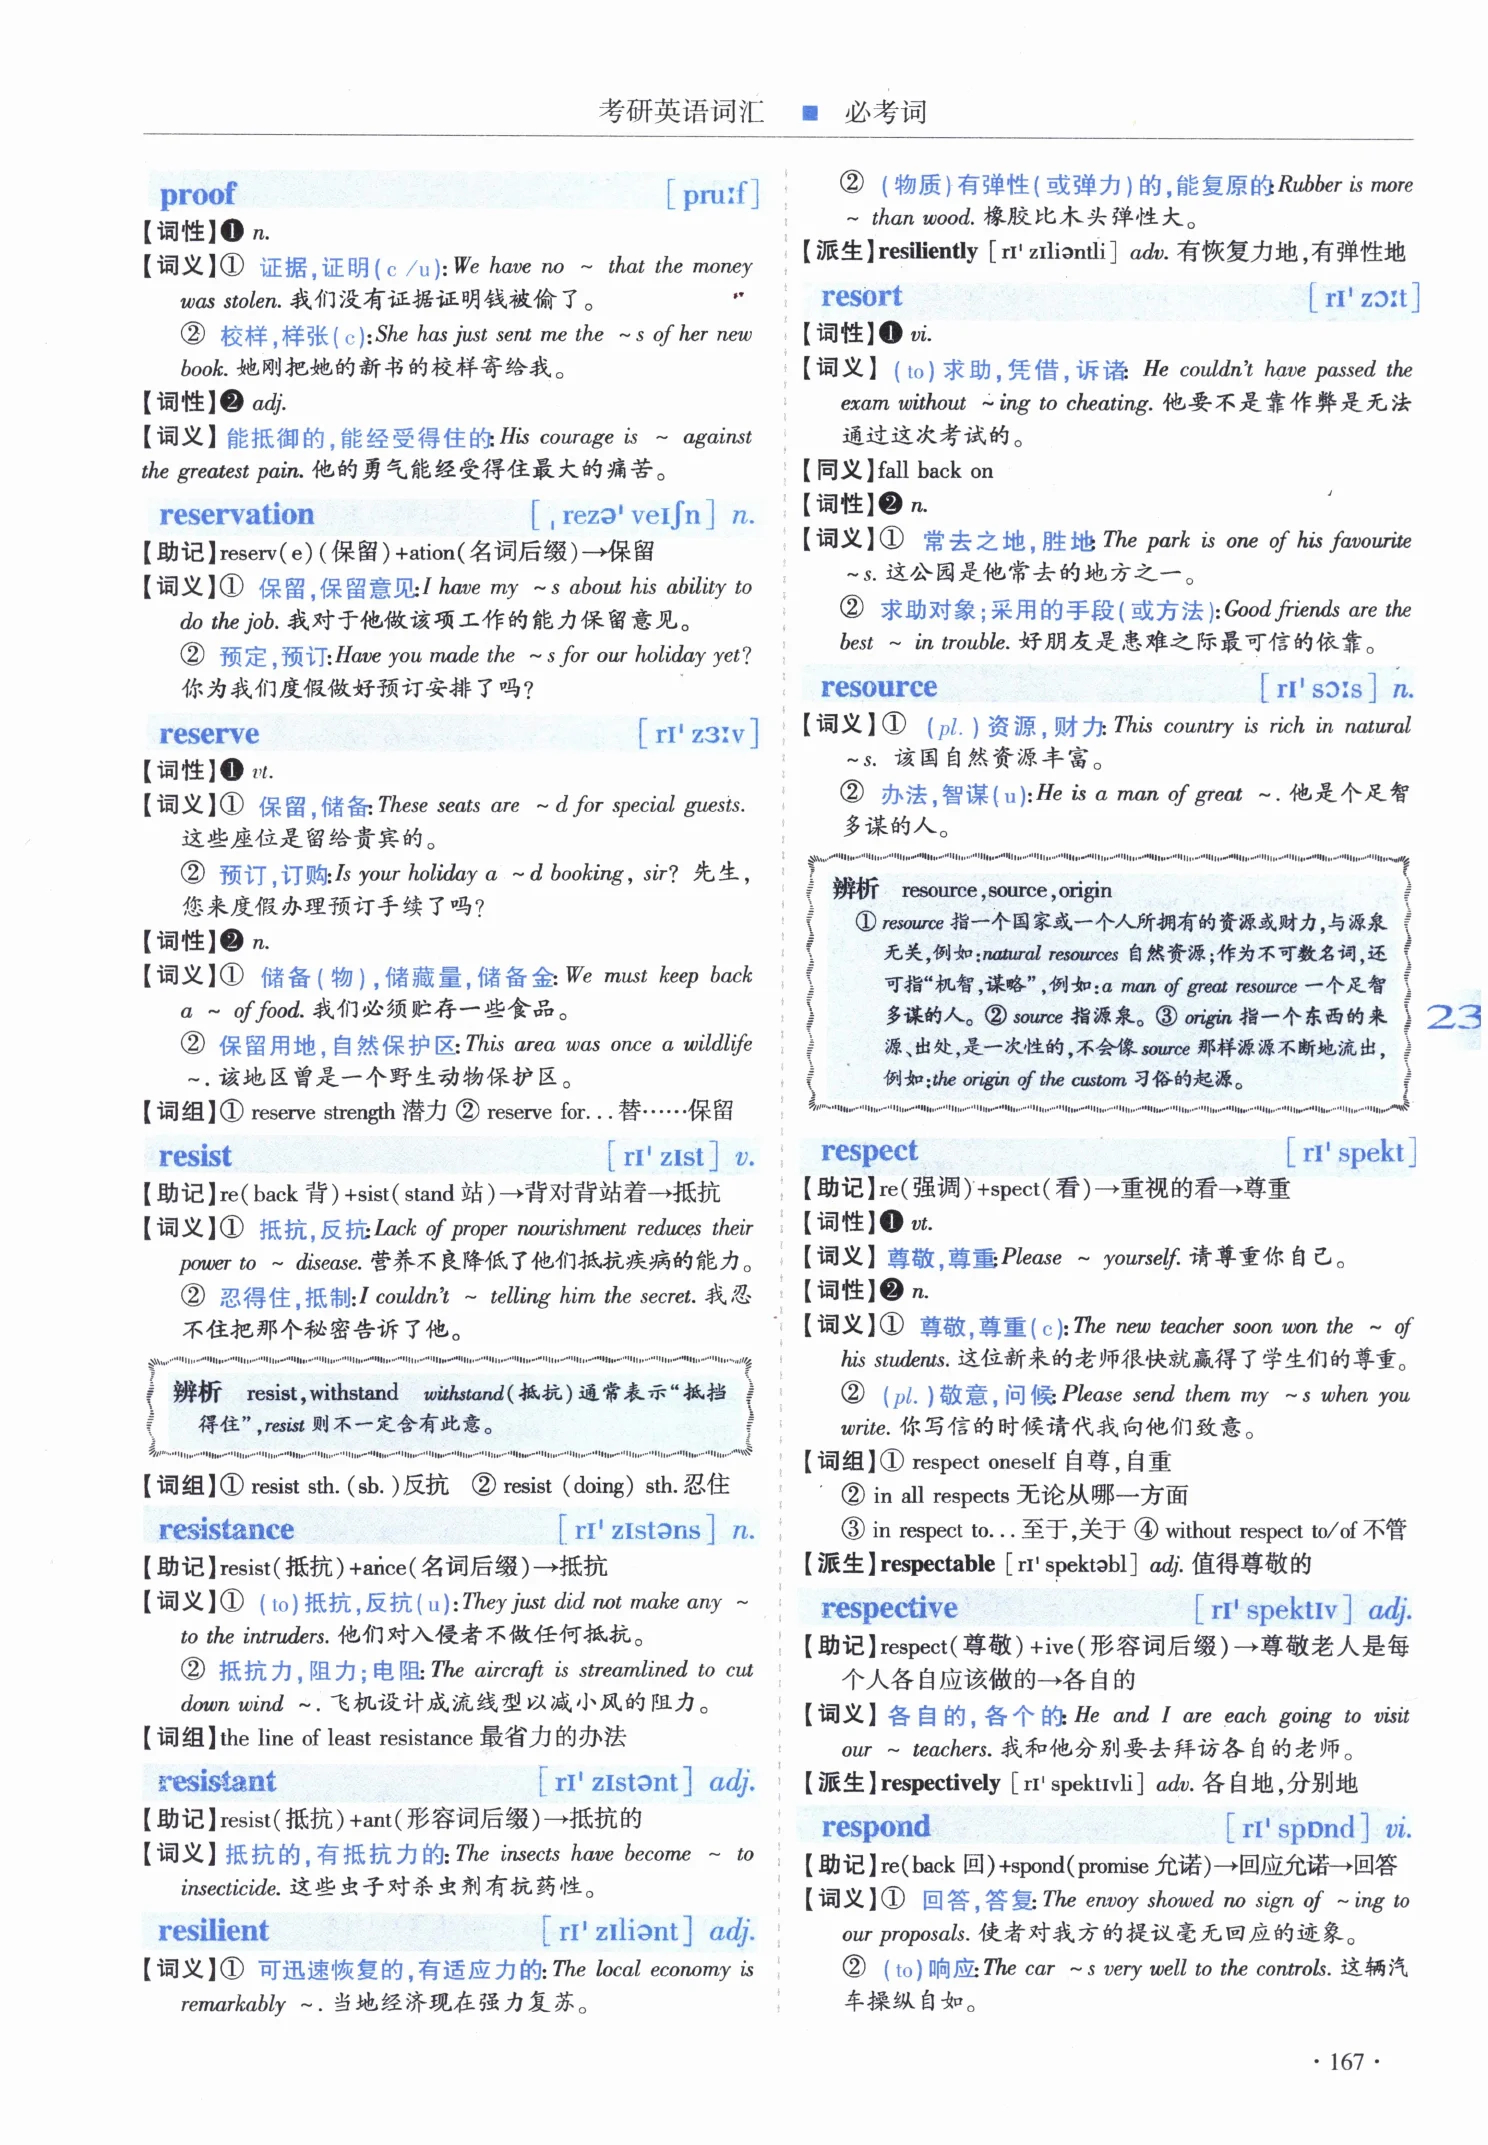 考研英语词汇 ■ 必考词
proof [pruːf]
【词性】❶ n.
【词义】① 证据,证明(c/u):We have no ~ that the money
was stolen. 我们没有证据证明钱被偷了。
② 校样,样张(c):She has just sent me the ~s of her new
book. 她刚把她的新书的校样寄给我。
【词性】❷ adj.
【词义】能抵御的,能经受得住的:His courage is ~ against
the greatest pain. 他的勇气能经受得住最大的痛苦。
reservation [ˌrezəˈveɪʃn] n.
【助记】reserv(e)(保留)+ation(名词后缀)→保留
【词义】① 保留,保留意见:I have my ~s about his ability to
do the job. 我对于他做该项工作的能力保留意见。
② 预定,预订:Have you made the ~s for our holiday yet?
你为我们度假做好预订安排了吗?
reserve [rɪˈzɜːv]
【词性】❶ vt.
【词义】① 保留,储备:These seats are ~d for special guests.
这些座位是留给贵宾的。
② 预订,订购:Is your holiday a ~d booking, sir? 先生,
您来度假办理预订手续了吗?
【词性】❷ n.
【词义】① 储备(物),储藏量,储备金:We must keep back
a ~ of food. 我们必须贮存一些食品。
② 保留用地,自然保护区:This area was once a wildlife
~. 该地区曾是一个野生动物保护区。
【词组】① reserve strength 潜力 ② reserve for... 替……保留
resist [rɪˈzɪst] v.
【助记】re(back 背)+sist(stand 站)→背对背站着→抵抗
【词义】① 抵抗,反抗:Lack of proper nourishment reduces their
power to ~ disease. 营养不良降低了他们抵抗疾病的能力。
② 忍得住,抵制:I couldn't ~ telling him the secret. 我忍
不住把那个秘密告诉了他。
辨析 resist,withstand withstand(抵抗)通常表示“抵挡
得住”,resist 则不一定含有此意。
【词组】① resist sth.(sb.)反抗 ② resist (doing) sth. 忍住
resistance [rɪˈzɪstəns] n.
【助记】resist(抵抗)+ance(名词后缀)→抵抗
【词义】① (to)抵抗,反抗(u):They just did not make any ~
to the intruders. 他们对入侵者不做任何抵抗。
② 抵抗力,阻力;电阻:The aircraft is streamlined to cut
down wind ~. 飞机设计成流线型以减小风的阻力。
【词组】the line of least resistance 最省力的办法
resistant [rɪˈzɪstənt] adj.
【助记】resist(抵抗)+ant(形容词后缀)→抵抗的
【词义】抵抗的,有抵抗力的:The insects have become ~ to
insecticide. 这些虫子对杀虫剂有抗药性。
resilient [rɪˈzɪliənt] adj.
【词义】① 可迅速恢复的,有适应力的:The local economy is
remarkably ~. 当地经济现在强力复苏。
② (物质)有弹性(或弹力)的,能复原的:Rubber is more
~ than wood. 橡胶比木头弹性大。
【派生】resiliently [rɪˈzɪliəntli] adv. 有恢复力地,有弹性地
resort [rɪˈzɔːt]
【词性】❶ vi.
【词义】(to)求助,凭借,诉诸: He couldn't have passed the
exam without ~ing to cheating. 他要不是靠作弊是无法
通过这次考试的。
【同义】fall back on
【词性】❷ n.
【词义】① 常去之地,胜地:The park is one of his favourite
~s. 这公园是他常去的地方之一。
② 求助对象;采用的手段(或方法):Good friends are the
best ~ in trouble. 好朋友是患难之际最可信的依靠。
resource [rɪˈsɔːs] n.
【词义】① (pl.)资源,财力:This country is rich in natural
~s. 该国自然资源丰富。
② 办法,智谋(u):He is a man of great ~. 他是个足智
多谋的人。
辨析 resource,source,origin
① resource 指一个国家或一个人所拥有的资源或财力,与源泉
无关,例如:natural resources 自然资源;作为不可数名词,还
可指“机智,谋略”,例如:a man of great resource 一个足智
多谋的人。② source 指源泉。③ origin 指一个东西的来
源、出处,是一次性的,不会像 source 那样源源不断地流出,
例如:the origin of the custom 习俗的起源。
23
respect [rɪˈspekt]
【助记】re(强调)+spect(看)→重视的看→尊重
【词性】❶ vt.
【词义】尊敬,尊重:Please ~ yourself. 请尊重你自己。
【词性】❷ n.
【词义】① 尊敬,尊重(c):The new teacher soon won the ~ of
his students. 这位新来的老师很快就赢得了学生们的尊重。
② (pl.)敬意,问候:Please send them my ~s when you
write. 你写信的时候请代我向他们致意。
【词组】① respect oneself 自尊,自重
② in all respects 无论从哪一方面
③ in respect to... 至于,关于 ④ without respect to/of 不管
【派生】respectable [rɪˈspektəbl] adj. 值得尊敬的
respective [rɪˈspektɪv] adj.
【助记】respect(尊敬)+ive(形容词后缀)→尊敬老人是每
个人各自应该做的→各自的
【词义】各自的,各个的:He and I are each going to visit
our ~ teachers. 我和他分别要去拜访各自的老师。
【派生】respectively [rɪˈspektɪvli] adv. 各自地,分别地
respond [rɪˈspɒnd] vi.
【助记】re(back 回)+spond(promise 允诺)→回应允诺→回答
【词义】① 回答,答复:The envoy showed no sign of ~ing to
our proposals. 使者对我方的提议毫无回应的迹象。
② (to)响应:The car ~s very well to the controls. 这辆汽
车操纵自如。
·167·